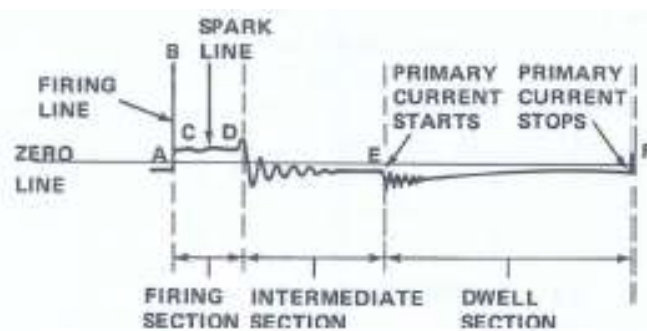 SPARK
LINE
B
FIRING
LINE
C
D
PRIMARY
CURRENT
STARTS
PRIMARY
CURRENT
STOPS
ZERO
LINE
A
E
FIRING
SECTION
INTERMEDIATE
SECTION
DWELL
SECTION